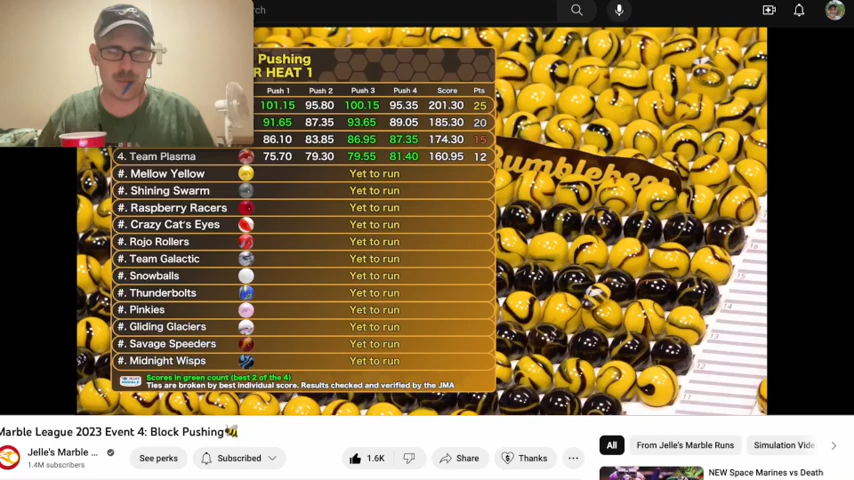 rch
Pushing
R HEAT 1
Push 1 Push 2 Push 3 Push 4 Score Pts
101.15 95.80 100.15 95.35 201.30 25
91.65 87.35 93.65 89.05 185.30 20
86.10 83.85 86.95 87.35 174.30 15
4. Team Plasma 75.70 79.30 79.55 81.40 160.95 12
#. Mellow Yellow Yet to run
#. Shining Swarm Yet to run
#. Raspberry Racers Yet to run
#. Crazy Cat's Eyes Yet to run
#. Rojo Rollers Yet to run
#. Team Galactic Yet to run
#. Snowballs Yet to run
#. Thunderbolts Yet to run
#. Pinkies Yet to run
#. Gliding Glaciers Yet to run
#. Savage Speeders Yet to run
#. Midnight Wisps Yet to run
Scores in green count (best 2 of the 4)
Ties are broken by best individual score. Results checked and verified by the JMA
umblebees
15
14
13
12
11
Marble League 2023 Event 4: Block Pushing🐝
Jelle's Marble ...
1.4M subscribers
See perks
Subscribed
1.6K
Share
Thanks
All
From Jelle's Marble Runs
Simulation Vide
NEW Space Marines vs Death